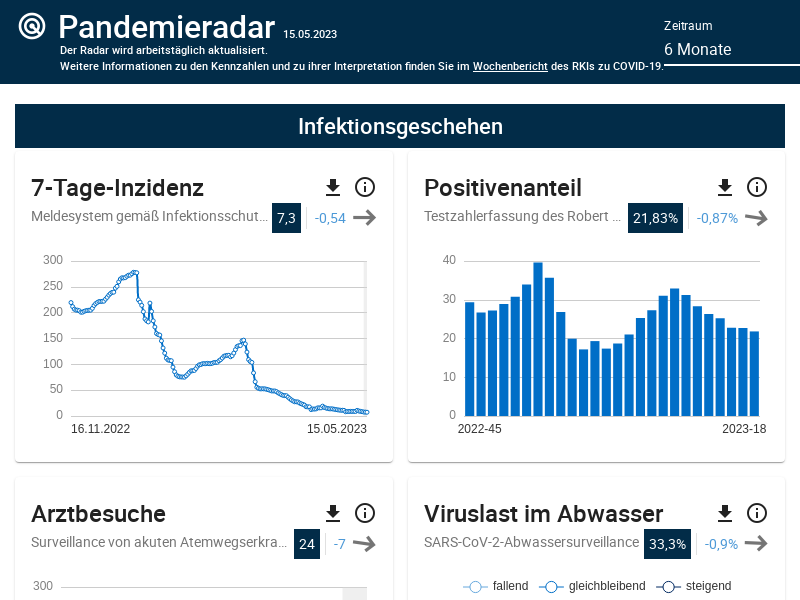 Pandemieradar 15.05.2023
Der Radar wird arbeitstäglich aktualisiert.
Weitere Informationen zu den Kennzahlen und zu ihrer Interpretation finden Sie im Wochenbericht des RKIs zu COVID-19.
Zeitraum
6 Monate
Infektionsgeschehen
7-Tage-Inzidenz
Meldesystem gemäß Infektionsschut... 7,3 -0,54
300
250
200
150
100
50
0
16.11.2022 15.05.2023
Positivenanteil
Testzahlerfassung des Robert ... 21,83% -0,87%
40
30
20
10
0
2022-45 2023-18
Arztbesuche
Surveillance von akuten Atemwegserkra... 24 -7
300
Viruslast im Abwasser
SARS-CoV-2-Abwassersurveillance 33,3% -0,9%
fallend gleichbleibend steigend